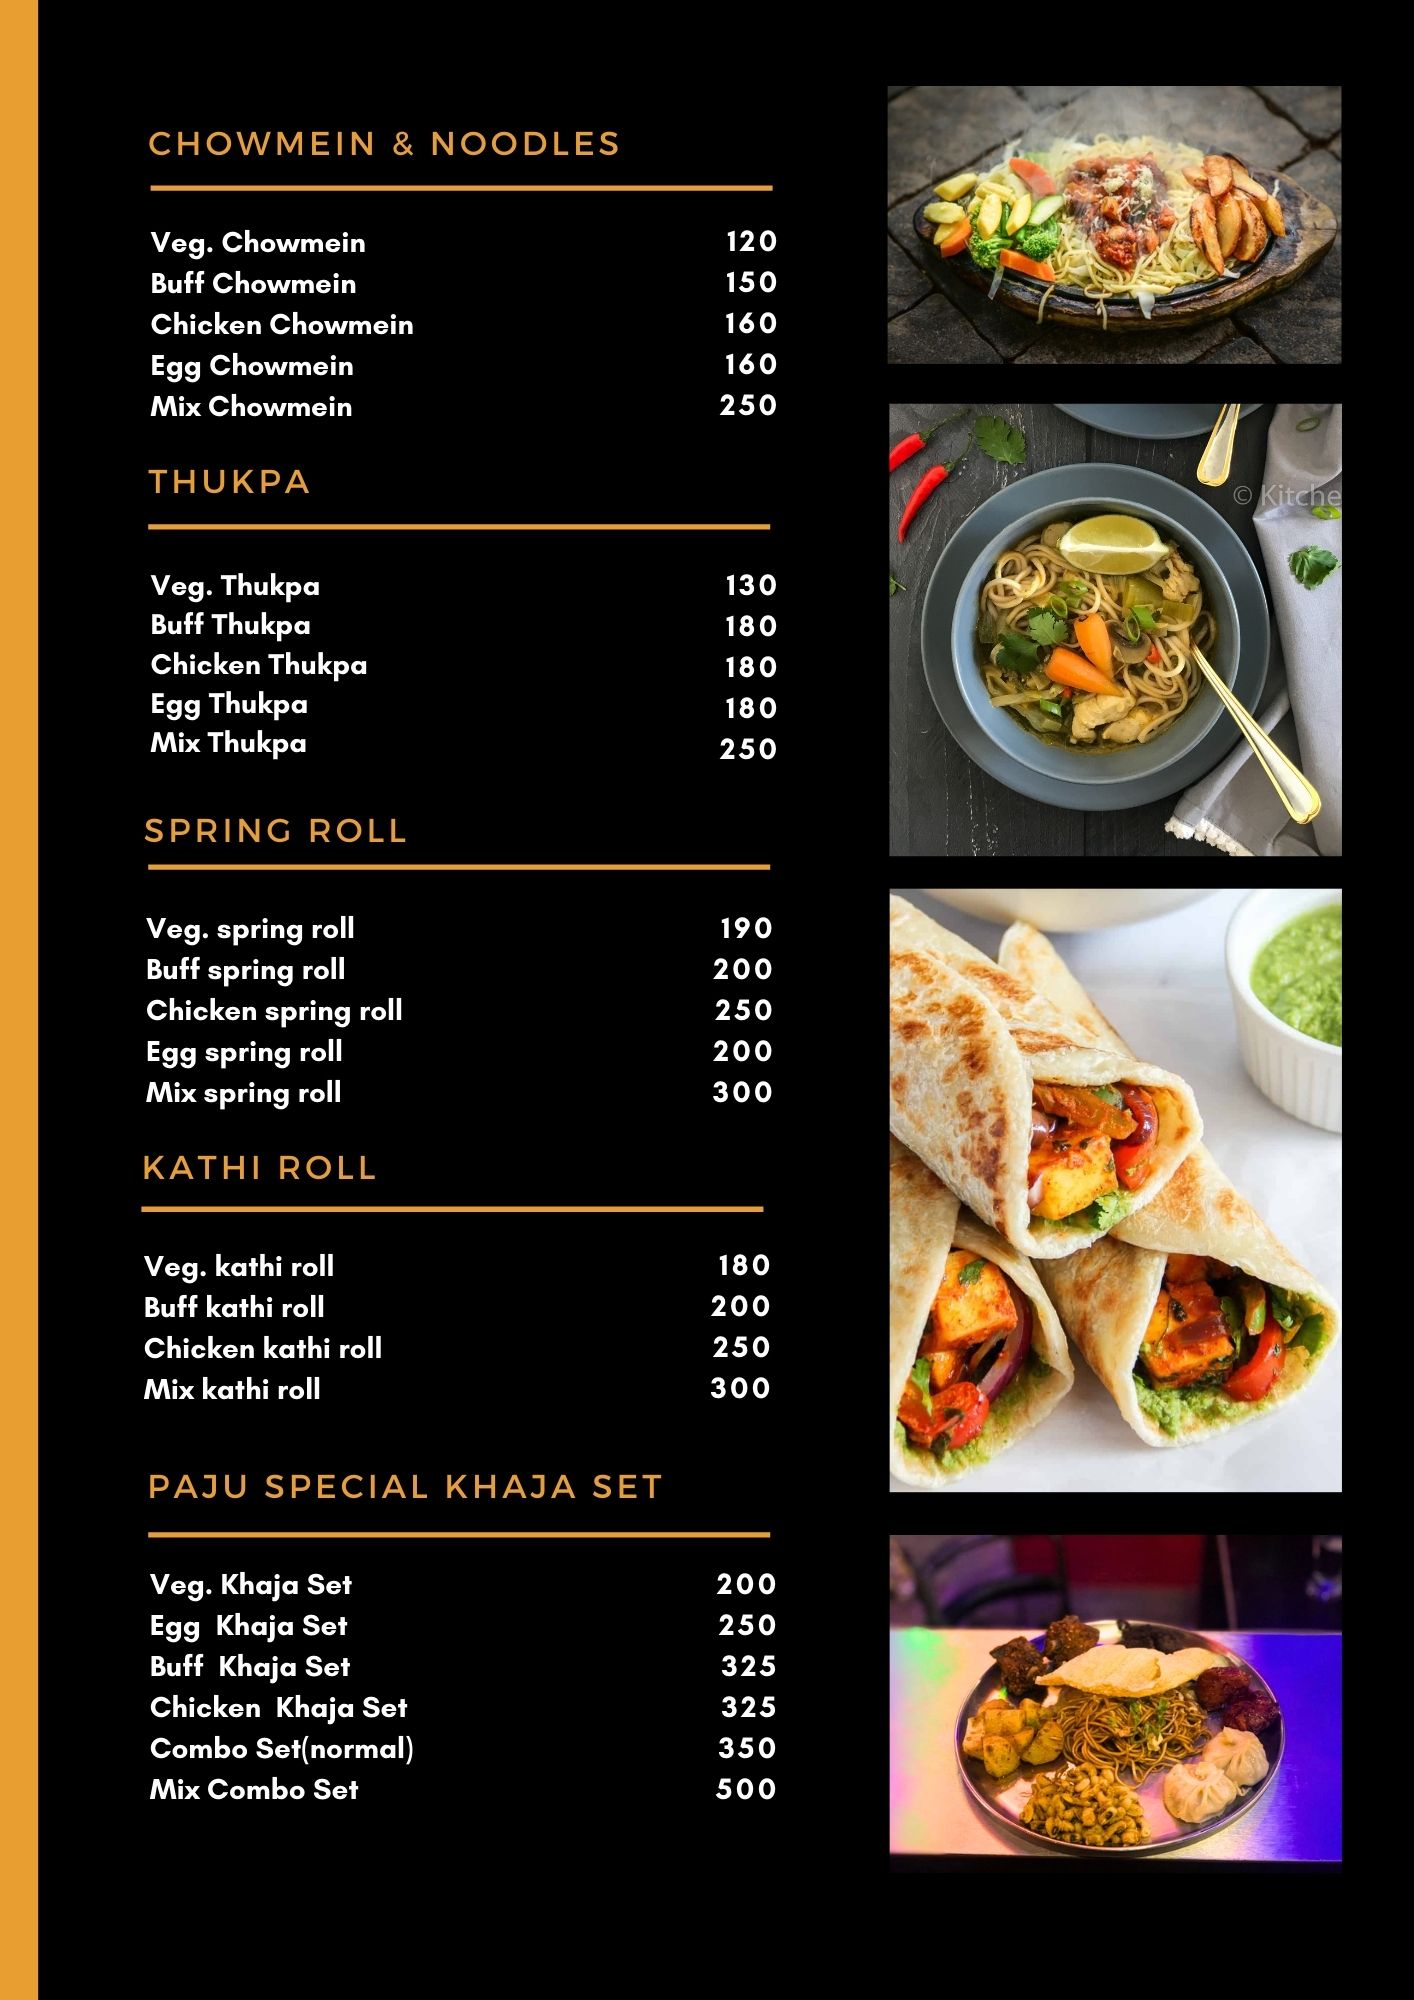 CHOWMEIN & NOODLES
Veg. Chowmein 120
Buff Chowmein 150
Chicken Chowmein 160
Egg Chowmein 160
Mix Chowmein 250
THUKPA
Veg. Thukpa 130
Buff Thukpa 180
Chicken Thukpa 180
Egg Thukpa 180
Mix Thukpa 250
© Kitche
SPRING ROLL
Veg. spring roll 190
Buff spring roll 200
Chicken spring roll 250
Egg spring roll 200
Mix spring roll 300
KATHI ROLL
Veg. kathi roll 180
Buff kathi roll 200
Chicken kathi roll 250
Mix kathi roll 300
PAJU SPECIAL KHAJA SET
Veg. Khaja Set 200
Egg  Khaja Set 250
Buff  Khaja Set 325
Chicken  Khaja Set 325
Combo Set(normal) 350
Mix Combo Set 500